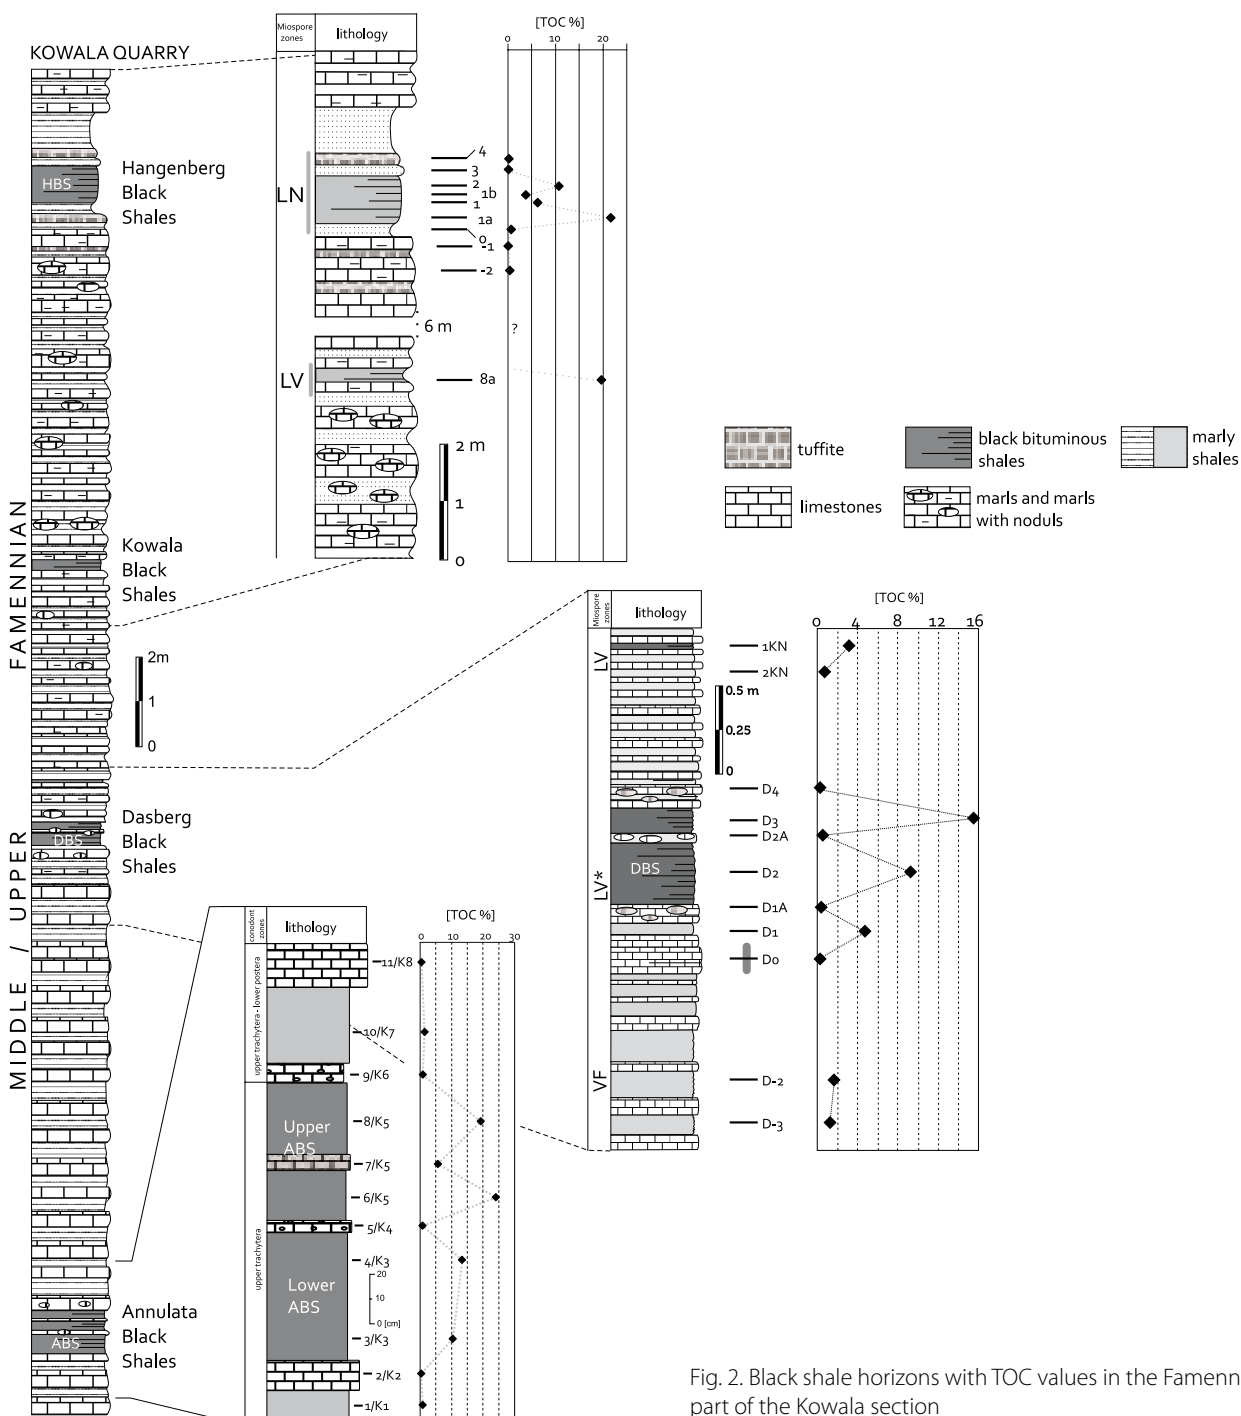 KOWALA QUARRY
HBS
Hangenberg
Black
Shales
Kowala
Black
Shales
2m
1
0
Dasberg
Black
Shales
DBS
Annulata
Black
Shales
ABS
MIDDLE / UPPER FAMENNIAN
Miospore
zones
lithology
[TOC %]
0 10 20
LN
LV
4
3
2
1b
1
1a
0
-1
-2
6 m
?
8a
2 m
1
0
tuffite
black bituminous
shales
marly
shales
limestones
marls and marls
with noduls
Miospore
zones
lithology
[TOC %]
0 4 8 12 16
LV
LV*
VF
DBS
0.5 m
0.25
0
1KN
2KN
D4
D3
D2A
D2
D1A
D1
D0
D-2
D-3
conodont
zones
lithology
[TOC %]
0 10 20 30
upper trachytera - lower postera
upper trachytera
11/K8
10/K7
9/K6
8/K5
7/K5
6/K5
5/K4
4/K3
3/K3
2/K2
1/K1
Upper
ABS
Lower
ABS
20
10
0 [cm]
Fig. 2. Black shale horizons with TOC values in the Famenn
part of the Kowala section